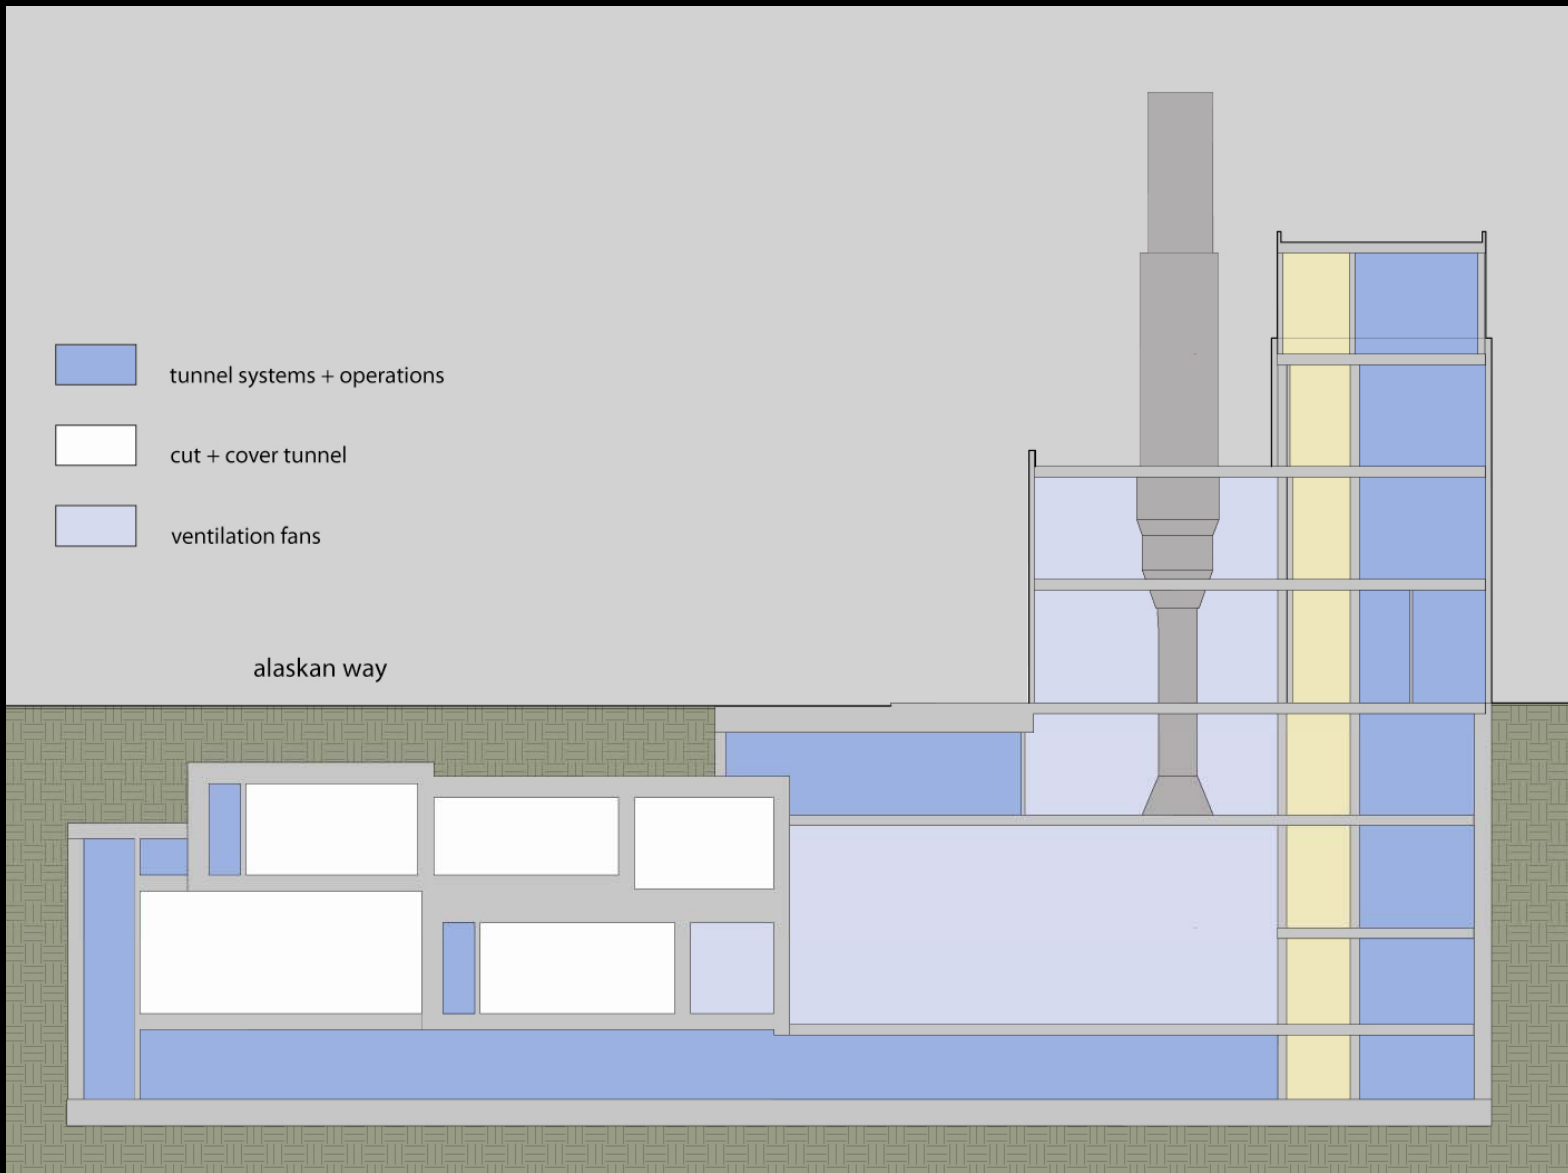 tunnel systems + operations
cut + cover tunnel
ventilation fans
alaskan way